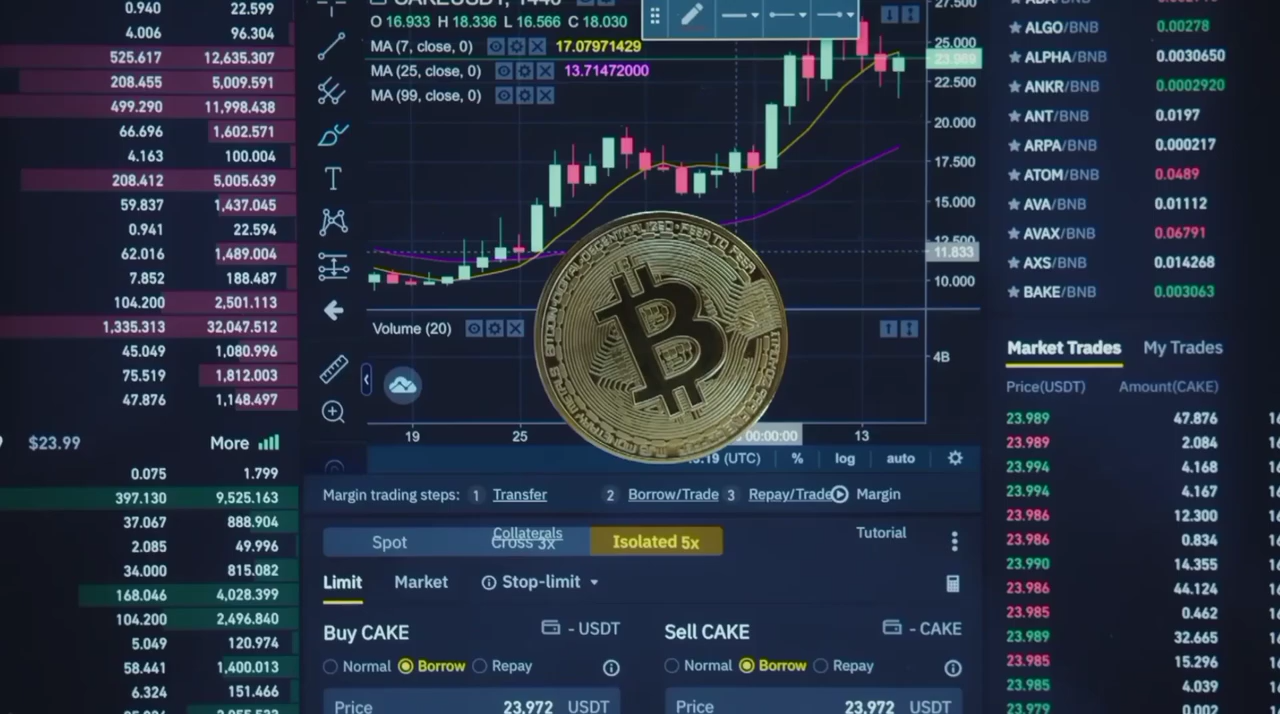 0.940 22.599
4.006 96.304
525.617 12,635.307
208.455 5,009.591
499.290 11,998.438
66.696 1,602.571
4.163 100.004
208.412 5,005.639
59.837 1,437.045
0.941 22.594
62.016 1,489.004
7.852 188.487
104.200 2,501.113
1,335.313 32,047.512
45.049 1,080.996
75.519 1,812.003
47.876 1,148.497
$23.99 More
0.075 1.799
397.130 9,525.163
37.067 888.904
2.085 49.996
34.000 815.082
168.046 4,028.399
104.200 2,496.840
5.049 120.974
58.441 1,400.013
6.324 151.466
O 16.933 H 18.336 L 16.566 C 18.030
MA (7, close, 0) 17.07971429
MA (25, close, 0) 13.71472000
MA (99, close, 0)
27.500
25.000
23.989
22.500
20.000
17.500
15.000
12.500
11.833
10.000
Volume (20)
4B
B
19 25 00:00:00 13
(UTC) % log auto
Margin trading steps: 1 Transfer 2 Borrow/Trade 3 Repay/Trade Margin
Collaterals Tutorial
Spot Cross 3x Isolated 5x
Limit Market Stop-limit
Buy CAKE - USDT
Normal Borrow Repay
Price 23.972 USDT
Sell CAKE - CAKE
Normal Borrow Repay
Price 23.972 USDT
ALGO/BNB 0.00278
ALPHA/BNB 0.0030650
ANKR/BNB 0.0002920
ANT/BNB 0.0197
ARPA/BNB 0.000217
ATOM/BNB 0.0489
AVA/BNB 0.01112
AVAX/BNB 0.06791
AXS/BNB 0.014268
BAKE/BNB 0.003063
Market Trades My Trades
Price(USDT) Amount(CAKE)
23.989 47.876
23.989 2.084
23.994 4.168
23.994 4.167
23.986 12.300
23.986 0.834
23.990 14.355
23.986 44.124
23.985 0.462
23.989 32.665
23.985 15.296
23.985 4.039
23.979 0.002